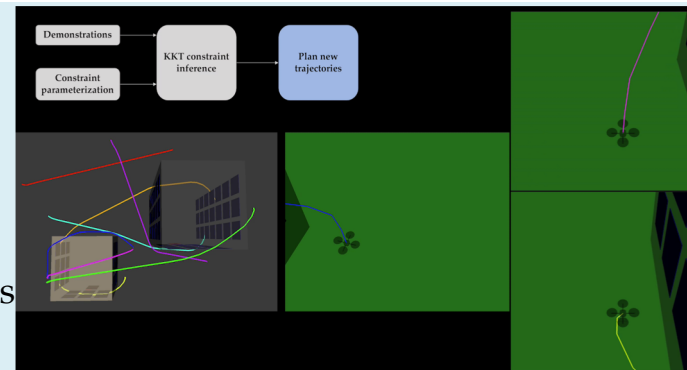 Demonstrations
Constraint
parameterization
KKT constraint
inference
Plan new
trajectories
s